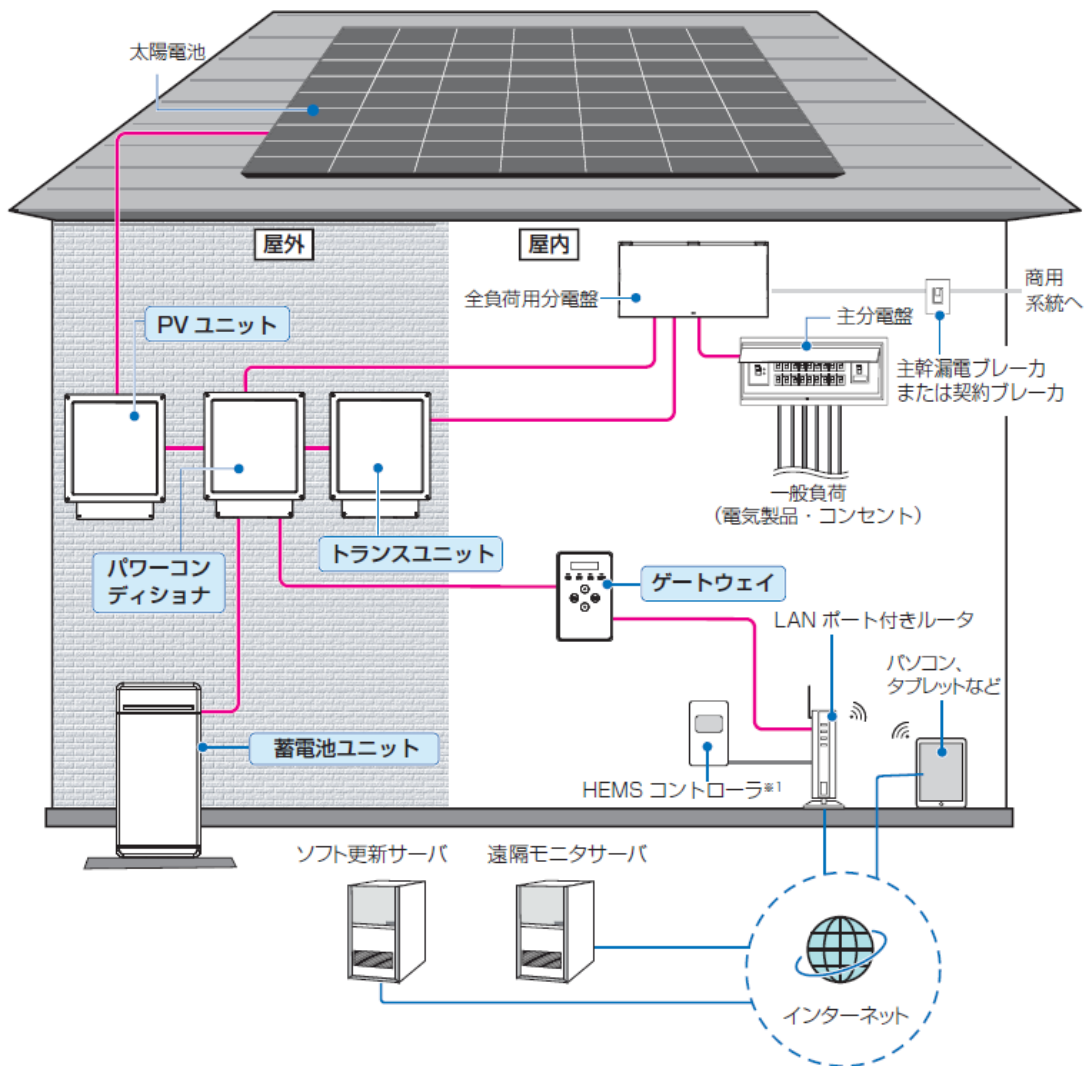 太陽電池
屋外
屋内
全負荷用分電盤
商用
系統へ
PV ユニット
主分電盤
主幹漏電ブレーカ
または契約ブレーカ
一般負荷
(電気製品・コンセント)
パワーコン
ディショナ
トランスユニット
ゲートウェイ
LAN ポート付きルータ
パソコン、
タブレットなど
蓄電池ユニット
HEMS コントローラ※1
ソフト更新サーバ
遠隔モニタサーバ
インターネット